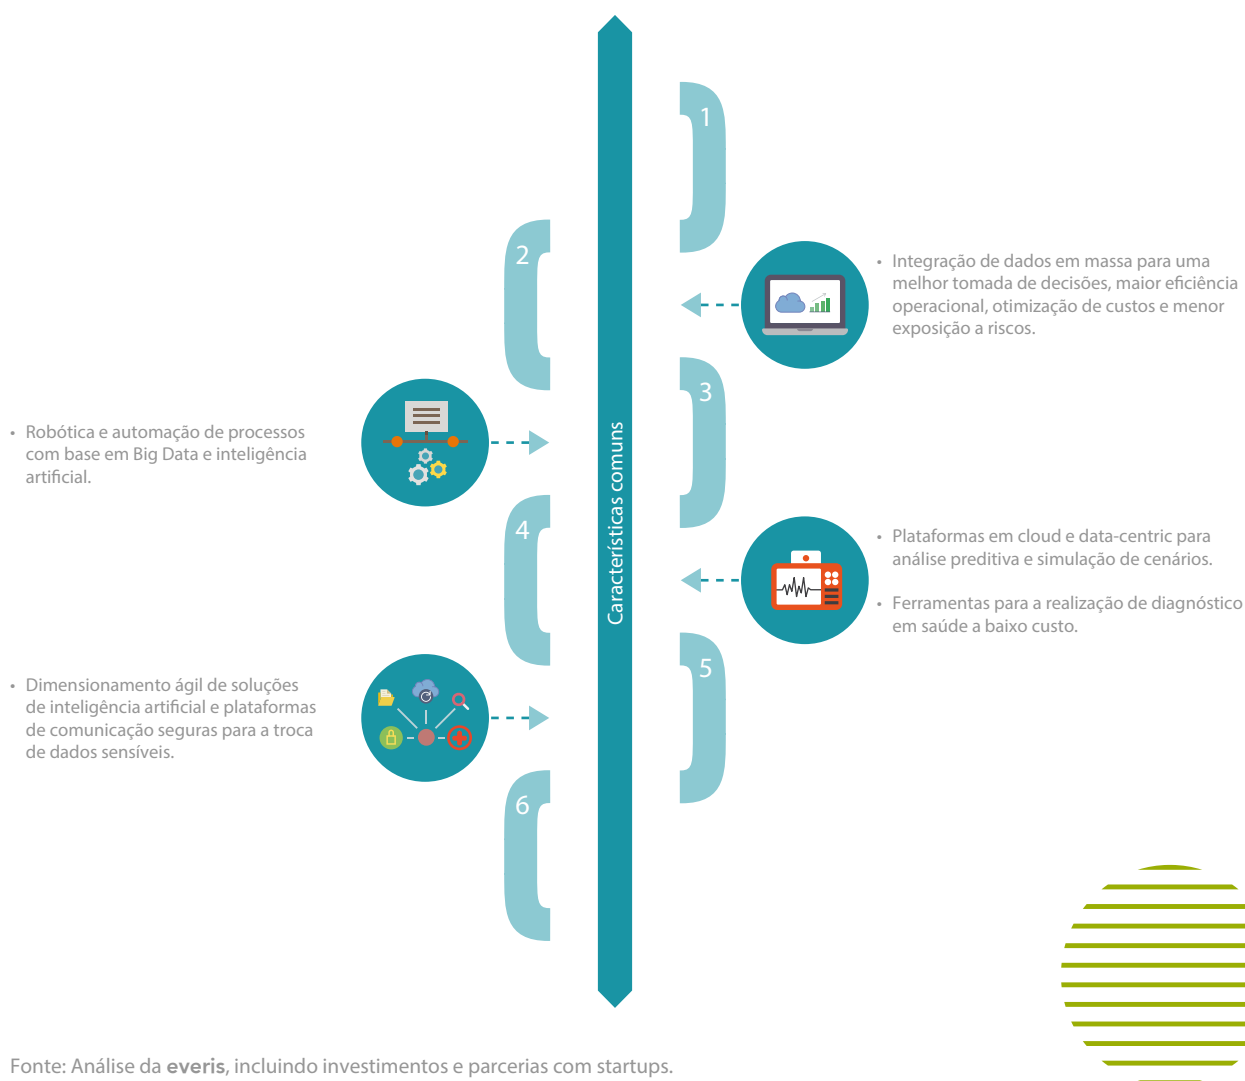 1
2
• Integração de dados em massa para uma
melhor tomada de decisões, maior eficiência
operacional, otimização de custos e menor
exposição a riscos.
3
• Robótica e automação de processos
com base em Big Data e inteligência
artificial.
Características comuns
4
• Plataformas em cloud e data-centric para
análise preditiva e simulação de cenários.
• Ferramentas para a realização de diagnóstico
em saúde a baixo custo.
5
• Dimensionamento ágil de soluções
de inteligência artificial e plataformas
de comunicação seguras para a troca
de dados sensíveis.
6
Fonte: Análise da everis, incluindo investimentos e parcerias com startups.